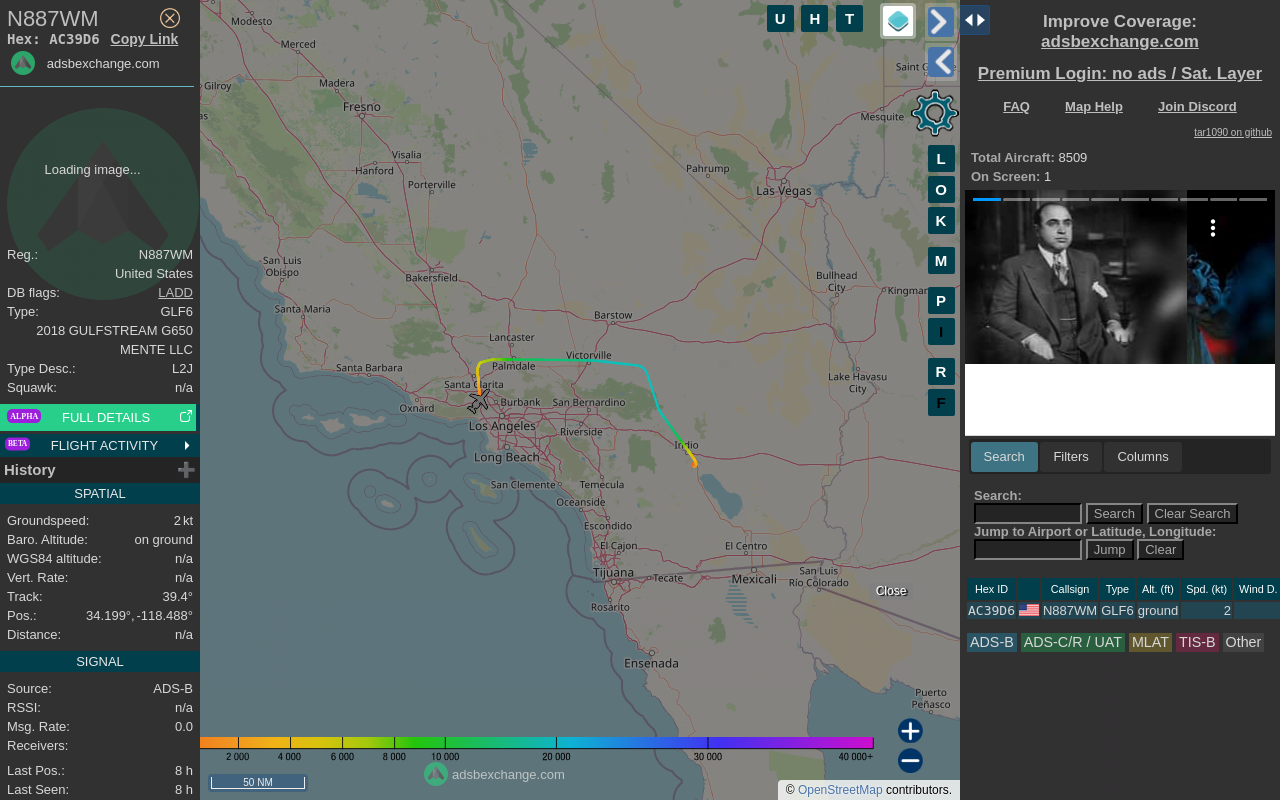 N887WM
Hex: AC39D6 Copy Link
adsbexchange.com
Loading image...
Reg.: N887WM
United States
DB flags: LADD
Type: GLF6
2018 GULFSTREAM G650
MENTE LLC
Type Desc.: L2J
Squawk: n/a
ALPHA FULL DETAILS
BETA FLIGHT ACTIVITY
History
SPATIAL
Groundspeed: 2 kt
Baro. Altitude: on ground
WGS84 altitude: n/a
Vert. Rate: n/a
Track: 39.4°
Pos.: 34.199°, -118.488°
Distance: n/a
SIGNAL
Source: ADS-B
RSSI: n/a
Msg. Rate: 0.0
Receivers:
Last Pos.: 8 h
Last Seen: 8 h
Modesto
Merced
Gilroy
Madera
Fresno
Visalia
Hanford
Porterville
San Luis
Obispo
Bakersfield
Santa Maria
Lancaster
Palmdale
Santa Barbara
Santa Clarita
Oxnard
Burbank
Los Angeles
Long Beach
San Clemente
Barstow
Victorville
San Bernardino
Riverside
Indio
Temecula
Oceanside
Escondido
El Cajon
Tijuana
Tecate
Rosarito
Ensenada
El Centro
Mexicali
San Luis
Río Colorado
Puerto
Peñasco
Pahrump
Las Vegas
Mesquite
Bullhead
City
Kingman
Lake Havasu
City
U H T
L
O
K
M
P
I
R
F
Close
2 000 4 000 6 000 8 000 10 000 20 000 30 000 40 000+
50 NM
adsbexchange.com
© OpenStreetMap contributors.
Improve Coverage:
adsbexchange.com
Premium Login: no ads / Sat. Layer
FAQ Map Help Join Discord
tar1090 on github
Total Aircraft: 8509
On Screen: 1
Search Filters Columns
Search:
Search Clear Search
Jump to Airport or Latitude, Longitude:
Jump Clear
Hex ID Callsign Type Alt. (ft) Spd. (kt) Wind D.
AC39D6 N887WM GLF6 ground 2
ADS-B ADS-C/R / UAT MLAT TIS-B Other